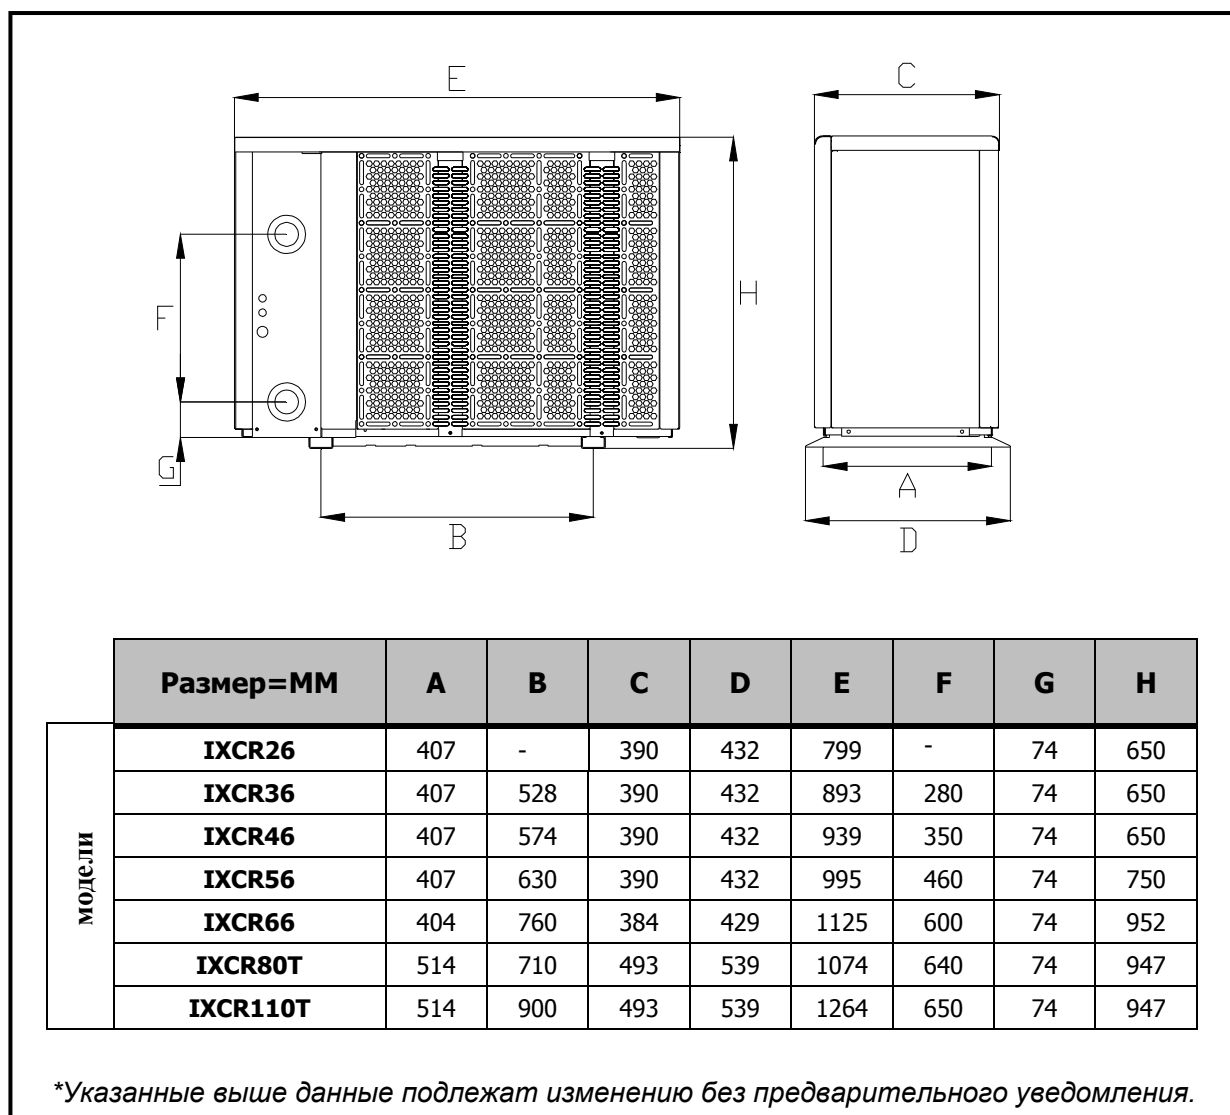 E
C
F
H
G
A
B
D
Размер=ММ A B C D E F G H
модели
IXCR26 407 - 390 432 799 - 74 650
IXCR36 407 528 390 432 893 280 74 650
IXCR46 407 574 390 432 939 350 74 650
IXCR56 407 630 390 432 995 460 74 750
IXCR66 404 760 384 429 1125 600 74 952
IXCR80T 514 710 493 539 1074 640 74 947
IXCR110T 514 900 493 539 1264 650 74 947
*Указанные выше данные подлежат изменению без предварительного уведомления.